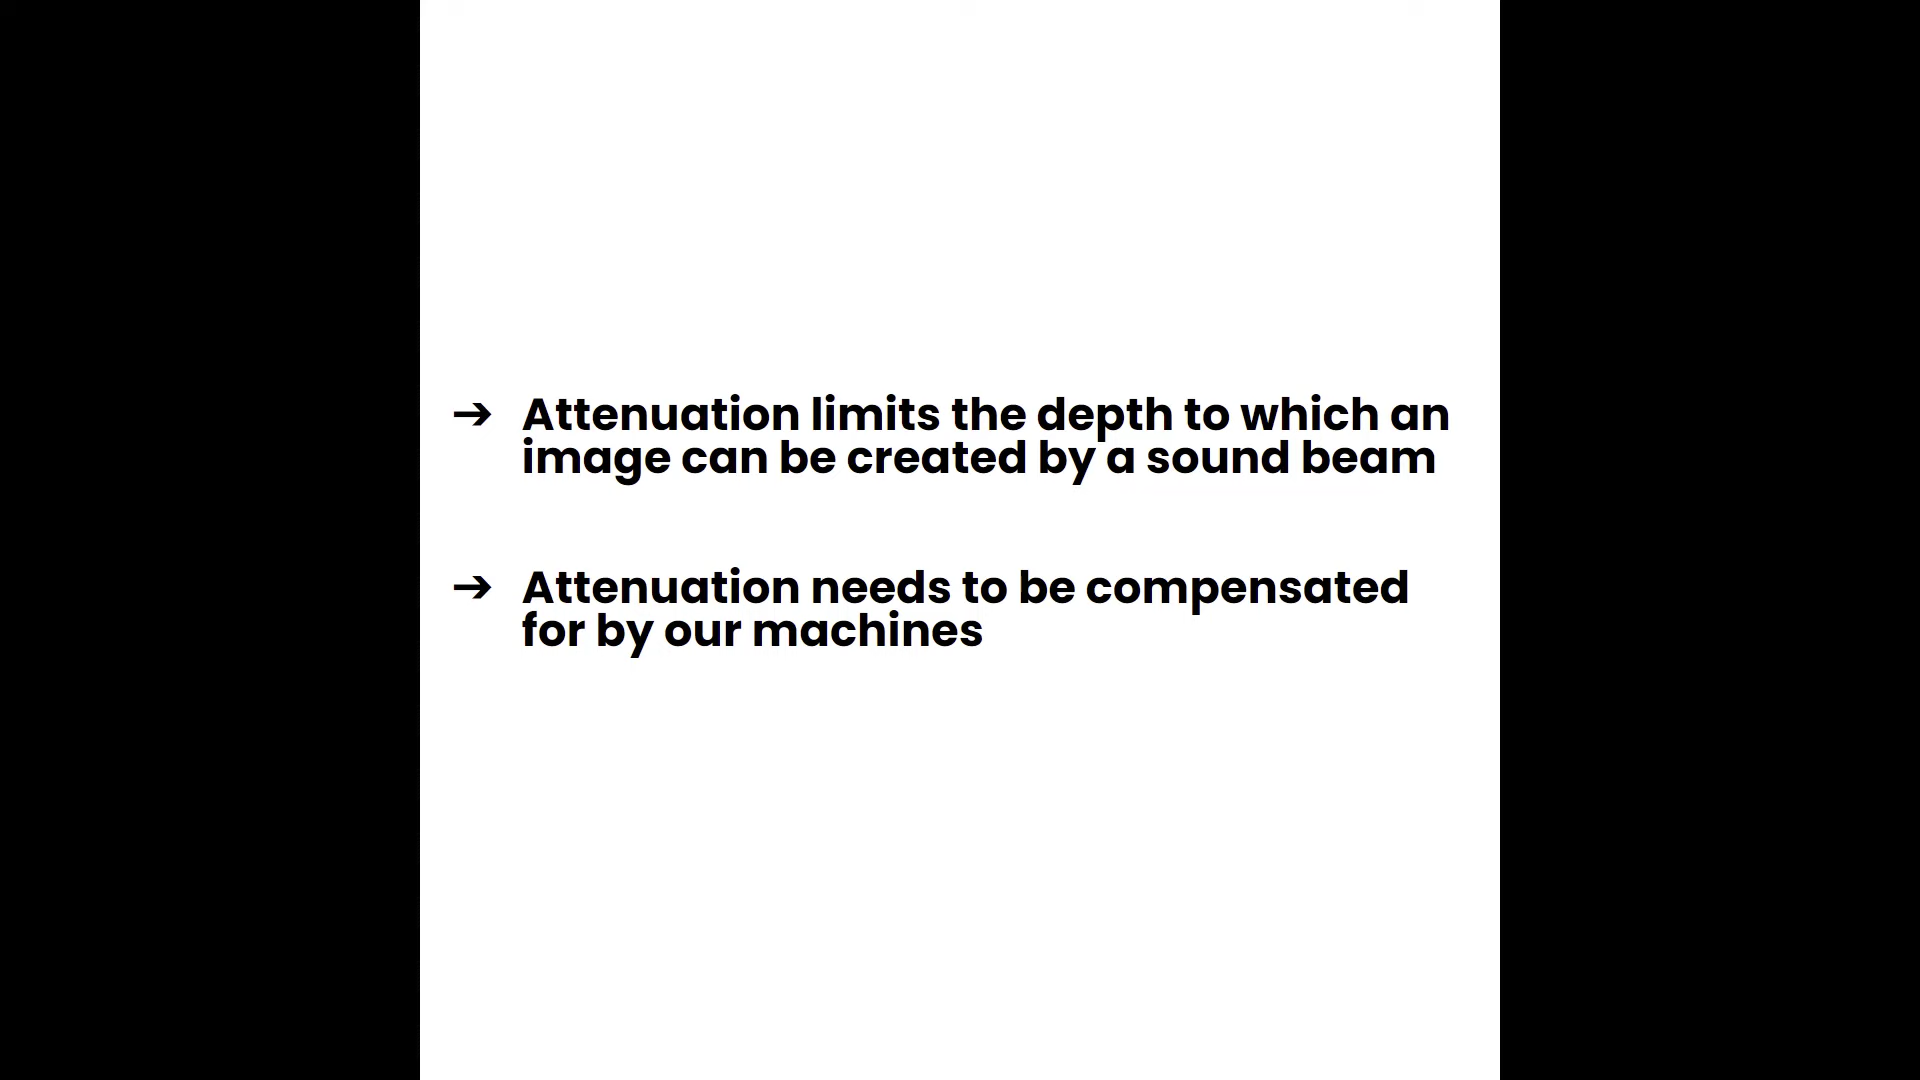 ➔ Attenuation limits the depth to which an
image can be created by a sound beam
➔ Attenuation needs to be compensated
for by our machines